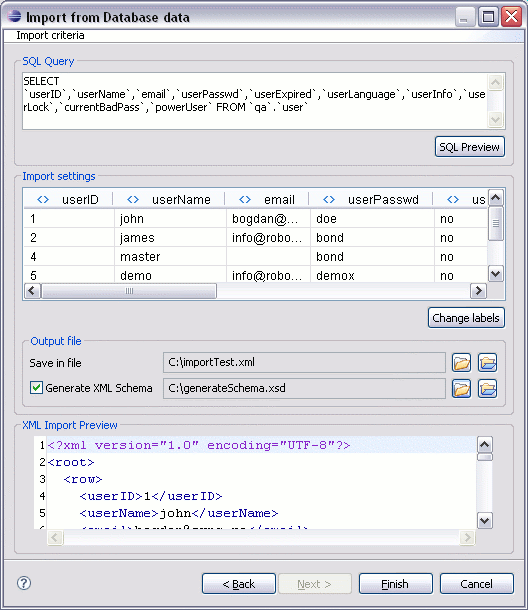 Import from Database data
Import criteria
SQL Query
SELECT
`userID`,`userName`,`email`,`userPasswd`,`userExpired`,`userLanguage`,`userInfo`,`use
rLock`,`currentBadPass`,`powerUser` FROM `qa`.`user`
SQL Preview
Import settings
<> userID <> userName <> email <> userPasswd <> us
1 john bogdan@... doe no
2 james info@robo... bond no
4 master bond no
5 demo info@robo... demox no
Change labels
Output file
Save in file C:\importTest.xml
Generate XML Schema C:\generateSchema.xsd
XML Import Preview
1 <?xml version="1.0" encoding="UTF-8"?>
2 <root>
3 <row>
4 <userID>1</userID>
5 <userName>john</userName>
? < Back Next > Finish Cancel